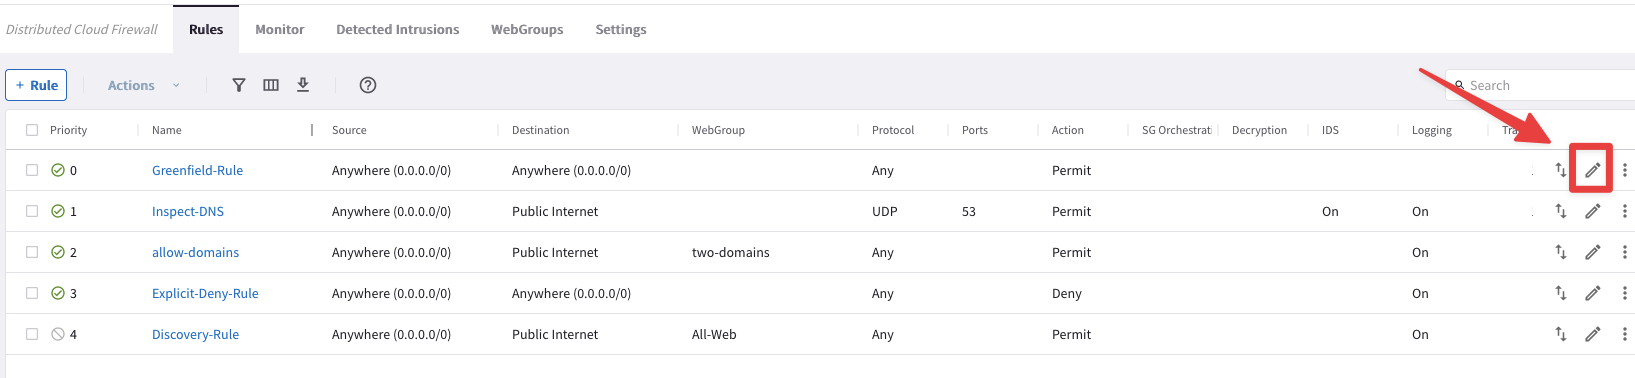 Distributed Cloud Firewall Rules Monitor Detected Intrusions WebGroups Settings
+ Rule Actions Search
Priority Name Source Destination WebGroup Protocol Ports Action SG Orchestrati Decryption IDS Logging Tra
0 Greenfield-Rule Anywhere (0.0.0.0/0) Anywhere (0.0.0.0/0) Any Permit
1 Inspect-DNS Anywhere (0.0.0.0/0) Public Internet UDP 53 Permit On On
2 allow-domains Anywhere (0.0.0.0/0) Public Internet two-domains Any Permit On
3 Explicit-Deny-Rule Anywhere (0.0.0.0/0) Anywhere (0.0.0.0/0) Any Deny On
4 Discovery-Rule Anywhere (0.0.0.0/0) Public Internet All-Web Any Permit On